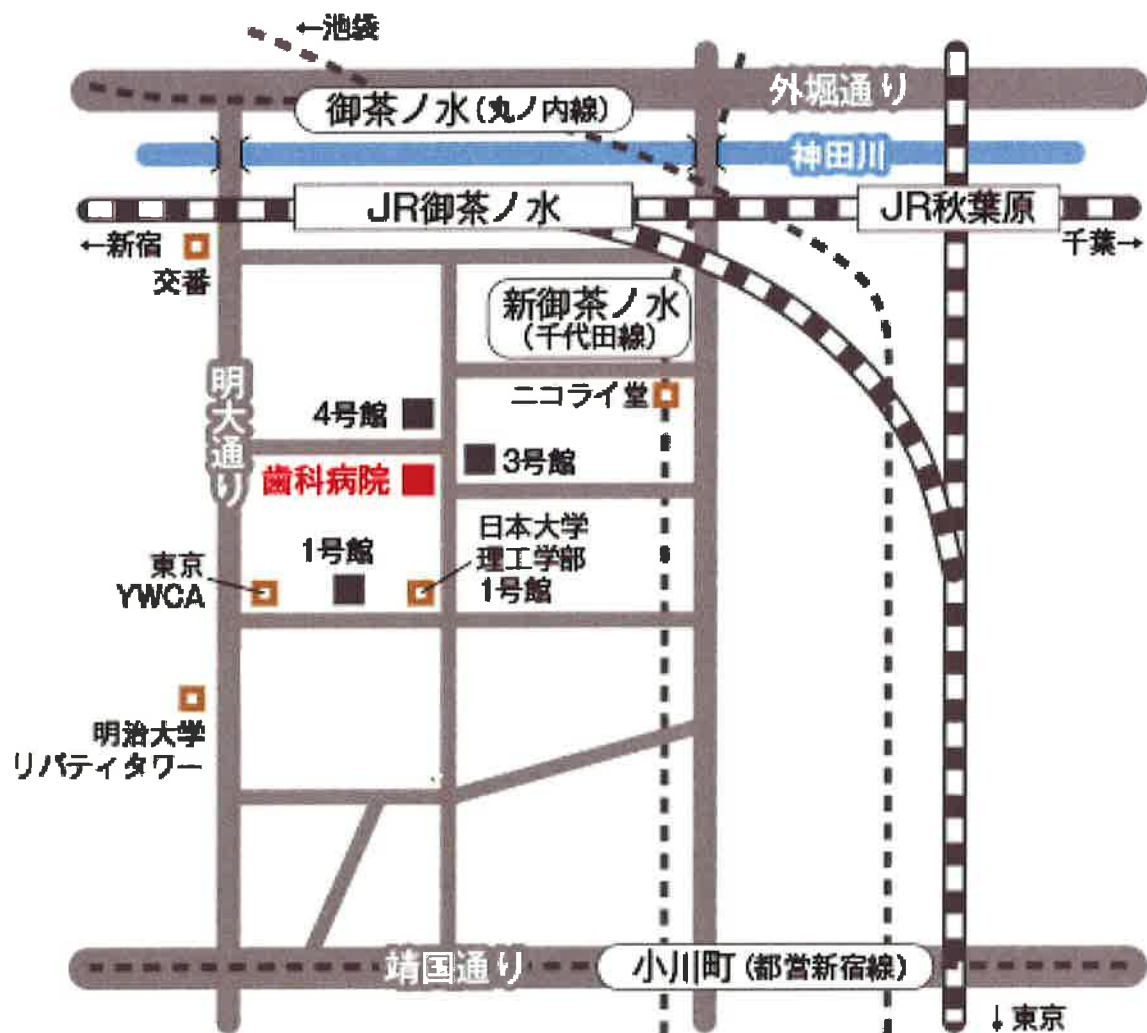 ←池袋
外堀通り
御茶ノ水(丸ノ内線)
神田川
JR御茶ノ水
JR秋葉原
←新宿
千葉→
交番
新御茶ノ水
(千代田線)
明大通り
ニコライ堂
4号館
3号館
歯科病院
1号館
日本大学
理工学部
1号館
東京
YWCA
明治大学
リバティタワー
靖国通り
小川町(都営新宿線)
↓東京